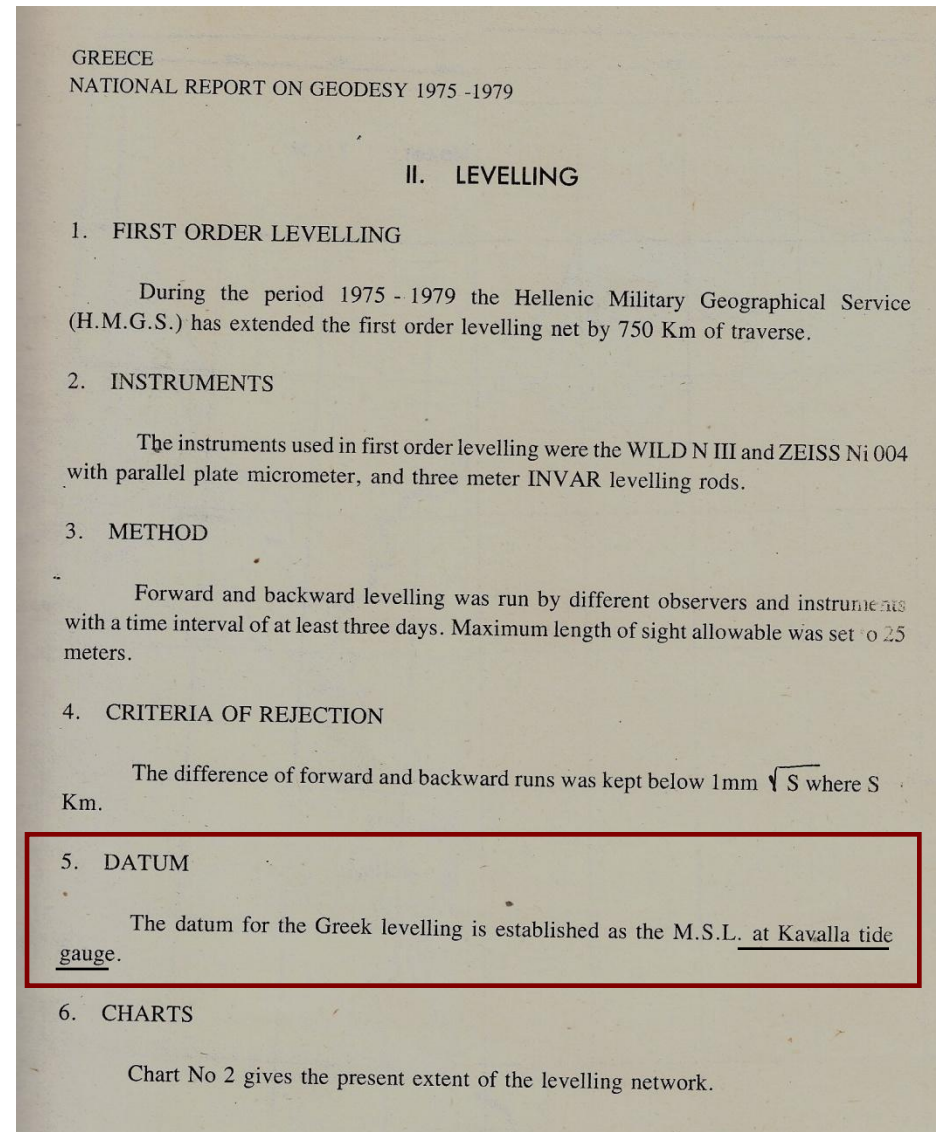 GREECE
NATIONAL REPORT ON GEODESY 1975 -1979
II. LEVELLING
1. FIRST ORDER LEVELLING
During the period 1975 - 1979 the Hellenic Military Geographical Service
(H.M.G.S.) has extended the first order levelling net by 750 Km of traverse.
2. INSTRUMENTS
The instruments used in first order levelling were the WILD N III and ZEISS Ni 004
with parallel plate micrometer, and three meter INVAR levelling rods.
3. METHOD
Forward and backward levelling was run by different observers and instruments
with a time interval of at least three days. Maximum length of sight allowable was set o 25
meters.
4. CRITERIA OF REJECTION
The difference of forward and backward runs was kept below 1mm √S where S
Km.
5. DATUM
The datum for the Greek levelling is established as the M.S.L. at Kavalla tide
gauge.
6. CHARTS
Chart No 2 gives the present extent of the levelling network.